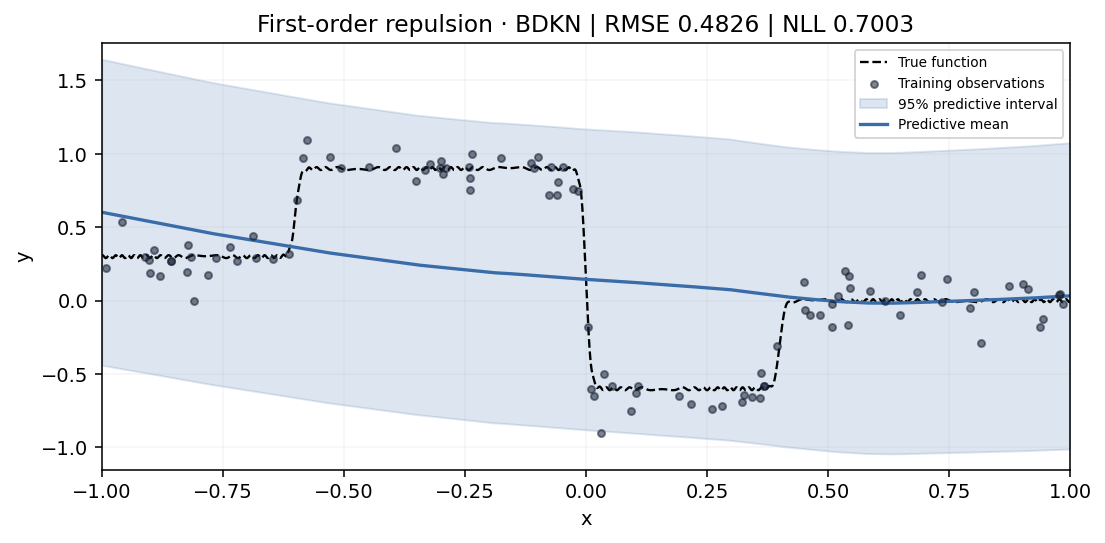 First-order repulsion · BDKN | RMSE 0.4826 | NLL 0.7003
True function
Training observations
95% predictive interval
Predictive mean
y
1.5
1.0
0.5
0.0
−0.5
−1.0
−1.00 −0.75 −0.50 −0.25 0.00 0.25 0.50 0.75 1.00
x